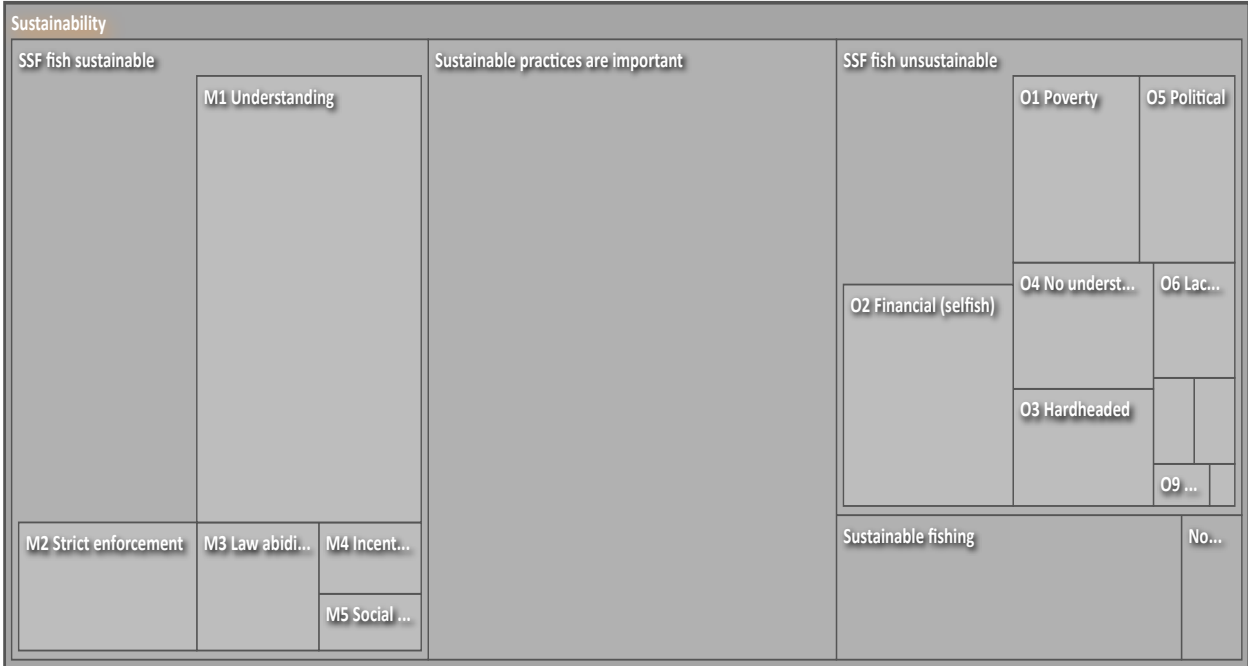 Sustainability
SSF fish sustainable
M1 Understanding
M2 Strict enforcement
M3 Law abidi...
M4 Incent...
M5 Social ...
Sustainable practices are important
SSF fish unsustainable
O1 Poverty
O5 Political
O2 Financial (selfish)
O4 No underst...
O6 Lac...
O3 Hardheaded
O9 ...
Sustainable fishing
No...